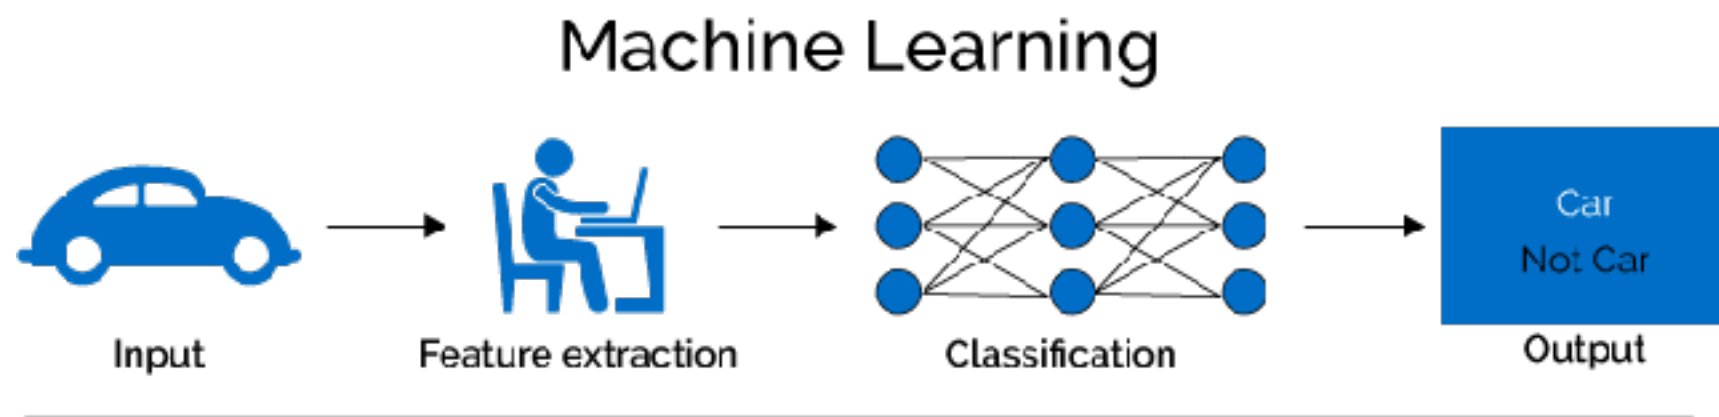 Machine Learning
Car
Not Car
Input
Feature extraction
Classification
Output